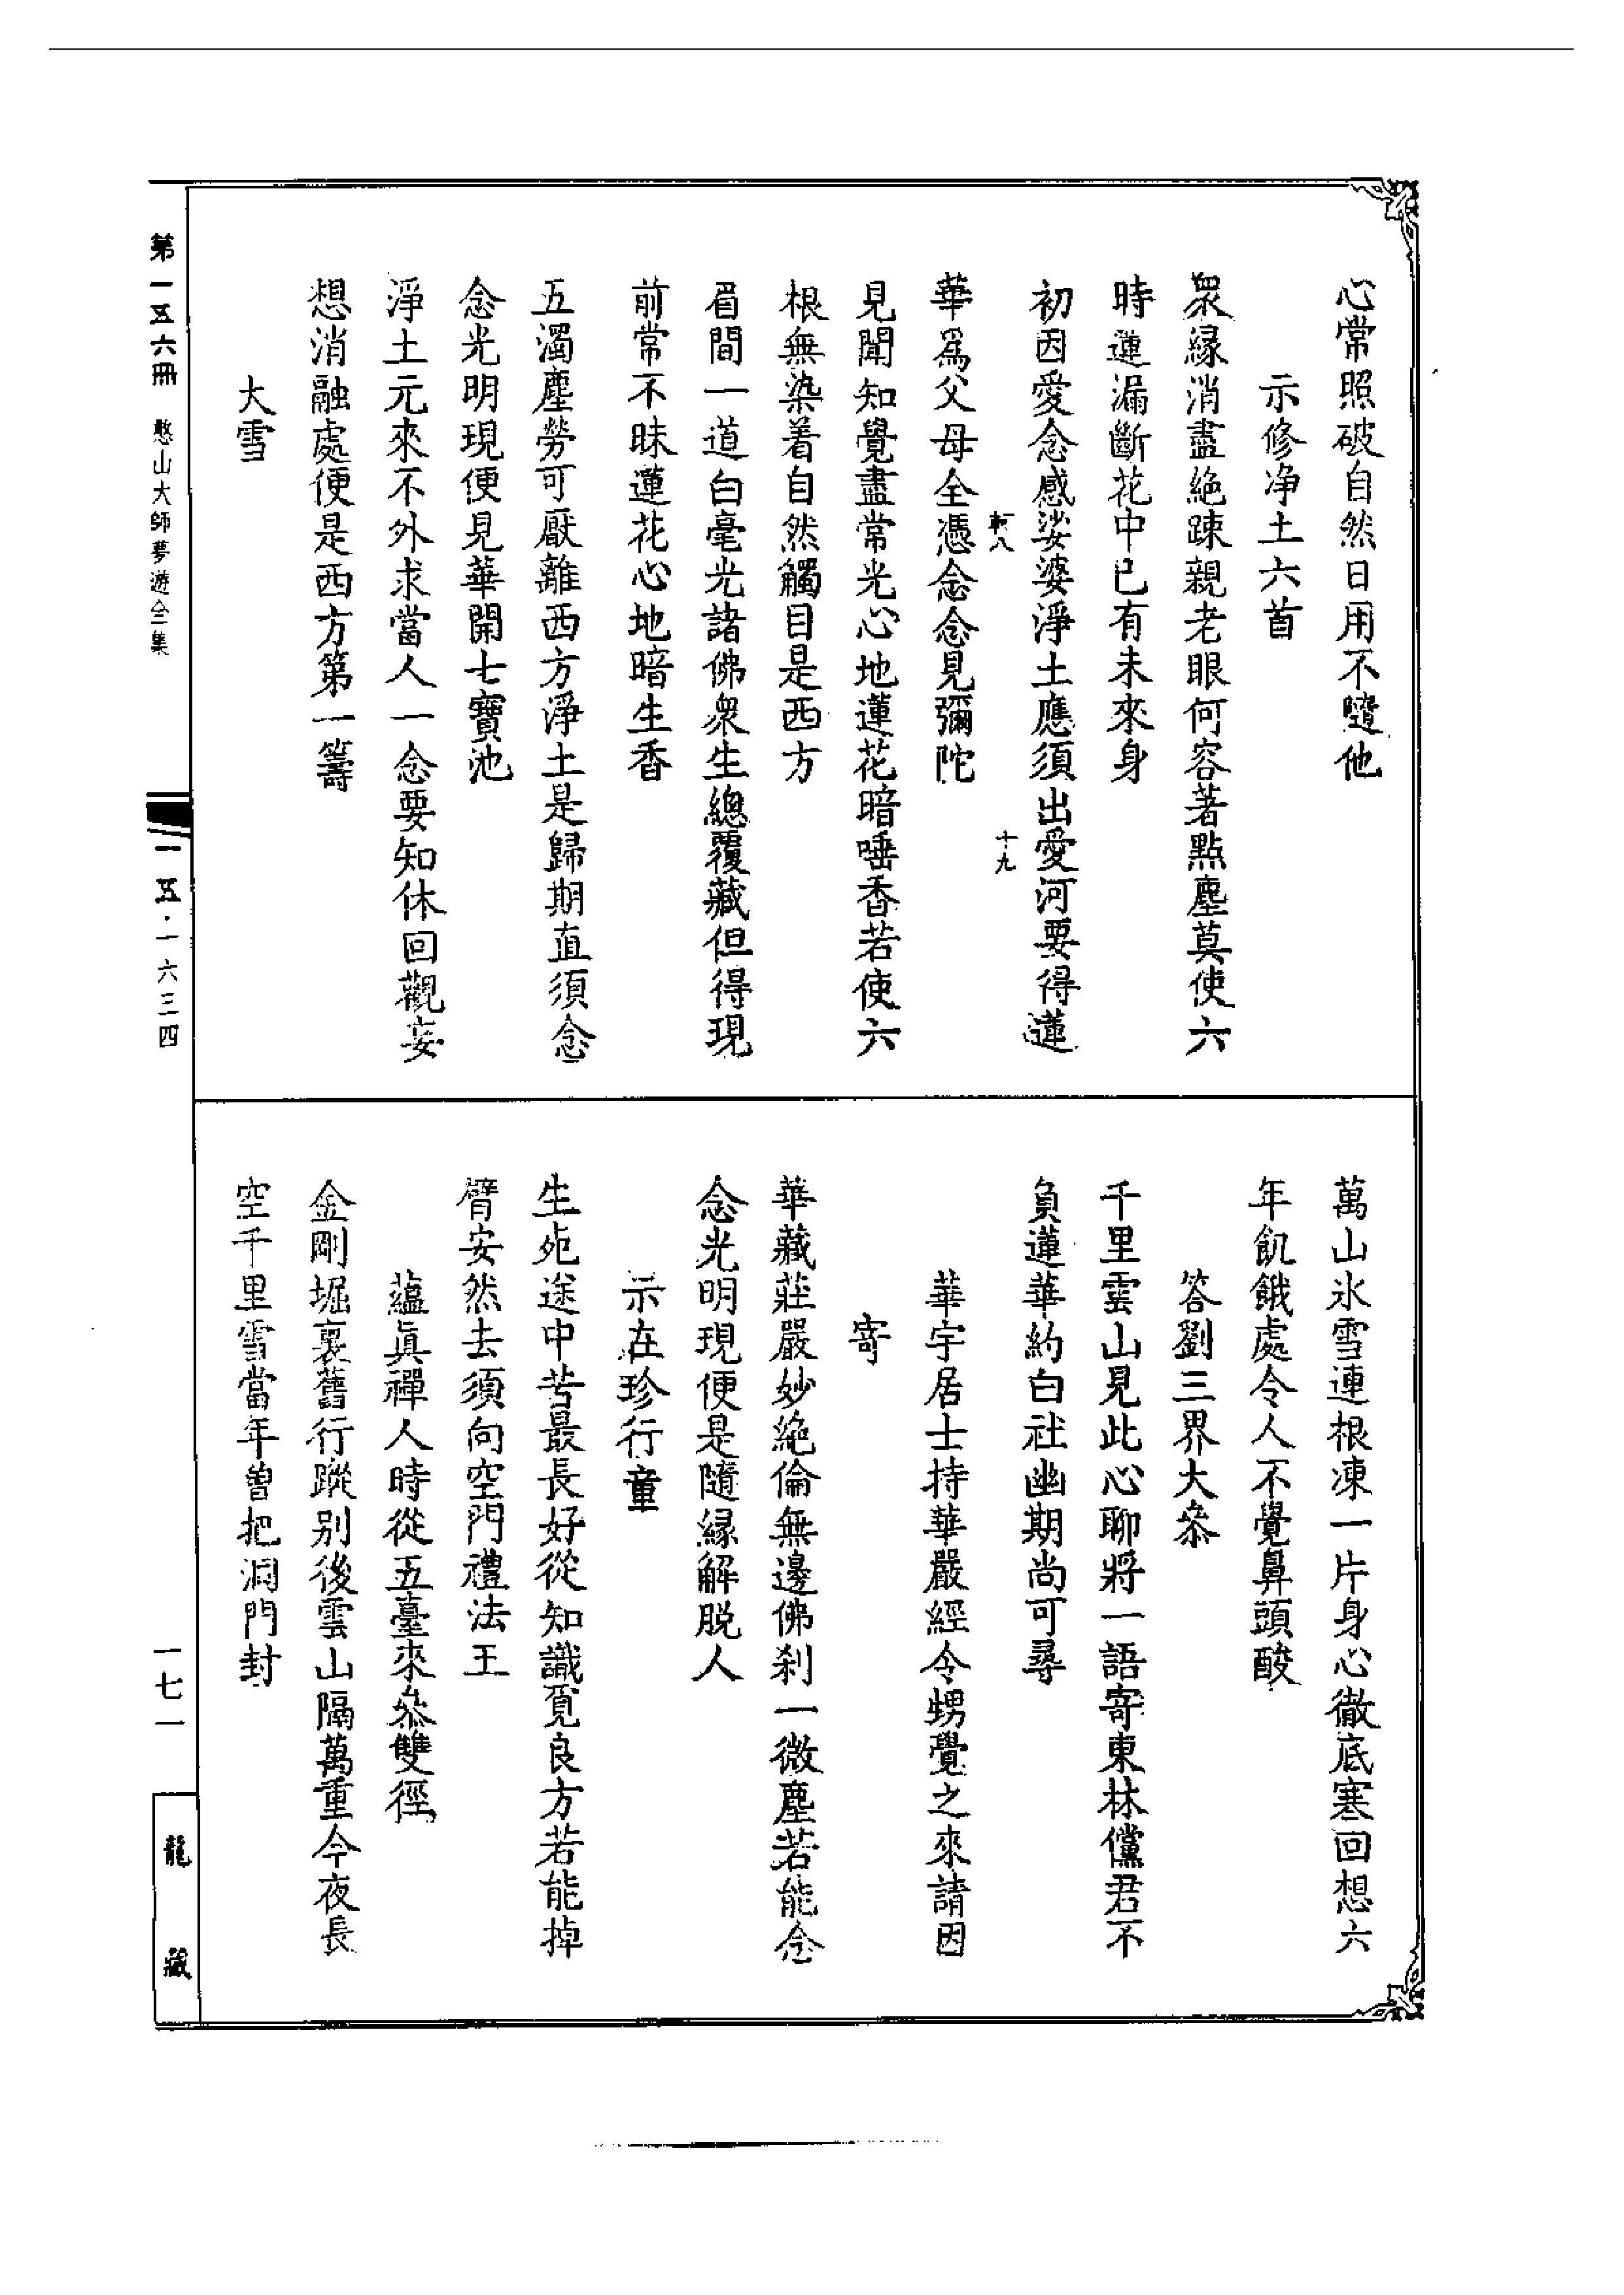 心常照破自然日用不曚他
示修净土六首
衆緣消盡絶踈親老眼何容著點塵莫使六
時蓮漏斷花中已有未來身
初因愛念感娑婆淨土應須出愛河要得蓮
軻八
十九
華爲父母全憑念念見彌陀
見聞知覺盡常光心地蓮花暗唾香若使六
根無染着自然觸目是西方
眉間一道白毫光諸佛衆生總覆藏但得現
前常不昧蓮花心地暗生香
五濁塵勞可厭離西方淨土是歸期直須念
念光明現便見華開七寶池
淨土元來不外求當人一念要知休回觀妄
想消融處便是西方第一籌
大雪
萬山氷雪連根凍一片身心徹底寒回想六
年飢餓處令人不覺鼻頭酸
答劉三界大叅
千里雲山見此心聊將一語寄東林儻君不
負蓮華約白社幽期尚可尋
華宇居士持華嚴經令甥覺之來請因
寄
華藏莊嚴妙絶倫無邊佛刹一微塵若能念
念光明現便是隨緣解脱人
示在珍行童
生死途中苦最長好從知識覓良方若能掉
臂安然去須向空門禮法王
蘊眞禪人時從五臺來叅雙徑
金剛堀裏舊行蹤别後雲山隔萬重今夜長
空千里雪當年曽把洞門封
第一五六冊 憨山大師夢遊全集
一五·一六三四
一七一
龍藏